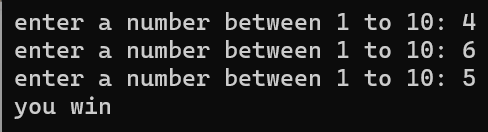 enter a number between 1 to 10: 4
enter a number between 1 to 10: 6
enter a number between 1 to 10: 5
you win